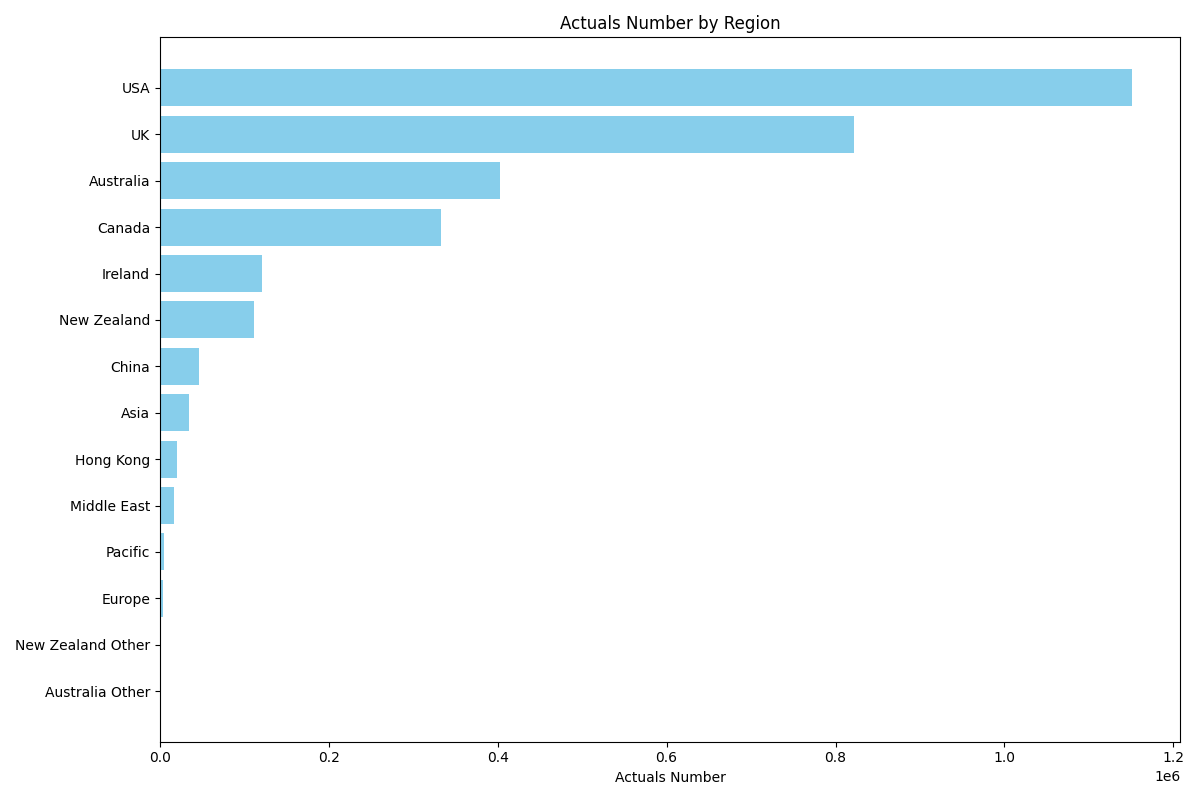 Actuals Number by Region
USA
UK
Australia
Canada
Ireland
New Zealand
China
Asia
Hong Kong
Middle East
Pacific
Europe
New Zealand Other
Australia Other
0.0 0.2 0.4 0.6 0.8 1.0 1.2
1e6
Actuals Number